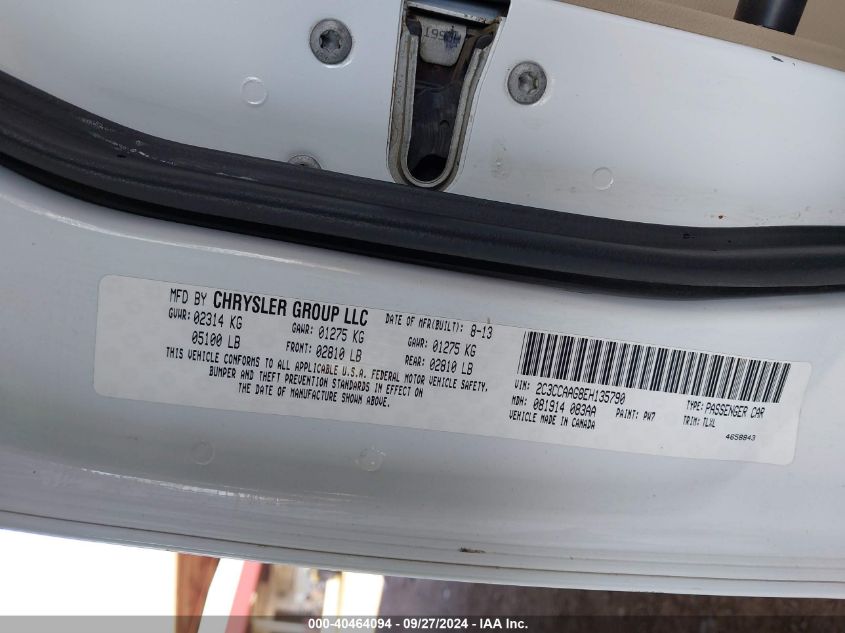 MFD BY CHRYSLER GROUP LLC
DATE OF MFR(BUILT): 8-13
GVWR: 02314 KG
GAWR: 01275 KG
GAWR: 01275 KG
05100 LB
FRONT: 02810 LB
REAR: 02810 LB
THIS VEHICLE CONFORMS TO ALL APPLICABLE U.S.A. FEDERAL MOTOR VEHICLE SAFETY,
BUMPER AND THEFT PREVENTION STANDARDS IN EFFECT ON
THE DATE OF MANUFACTURE SHOWN ABOVE.
VIN: 2C3CCAAG8EH135790
TYPE: PASSENGER CAR
MDH: 081914 083AA
PAINT: PW7
TRIM: TLXL
VEHICLE MADE IN CANADA
4658843
000-40464094 - 09/27/2024 - IAA Inc.